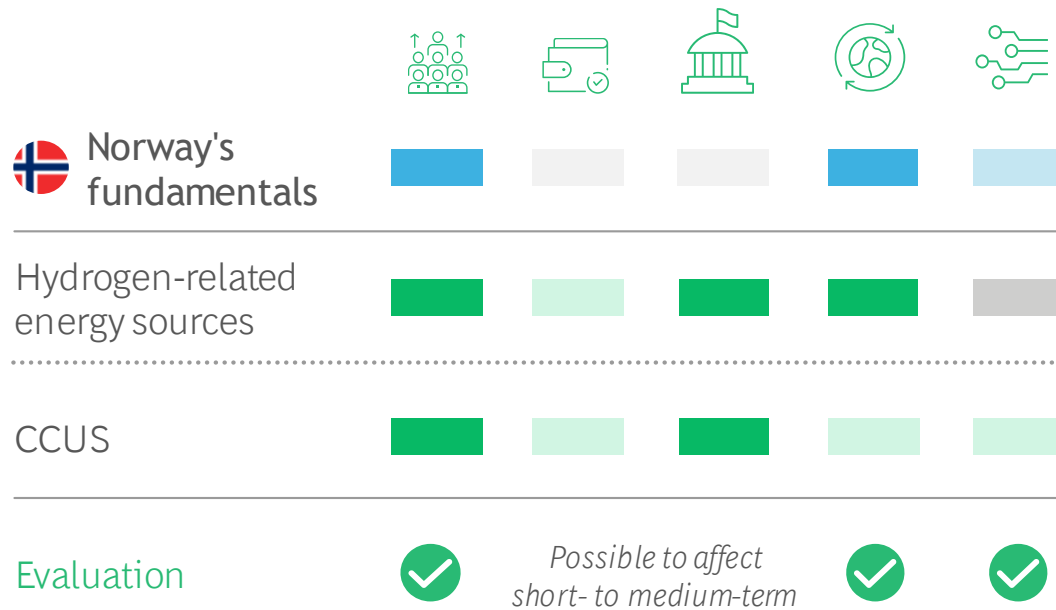 Norway's
fundamentals
Hydrogen-related
energy sources
CCUS
Evaluation
Possible to affect
short- to medium-term